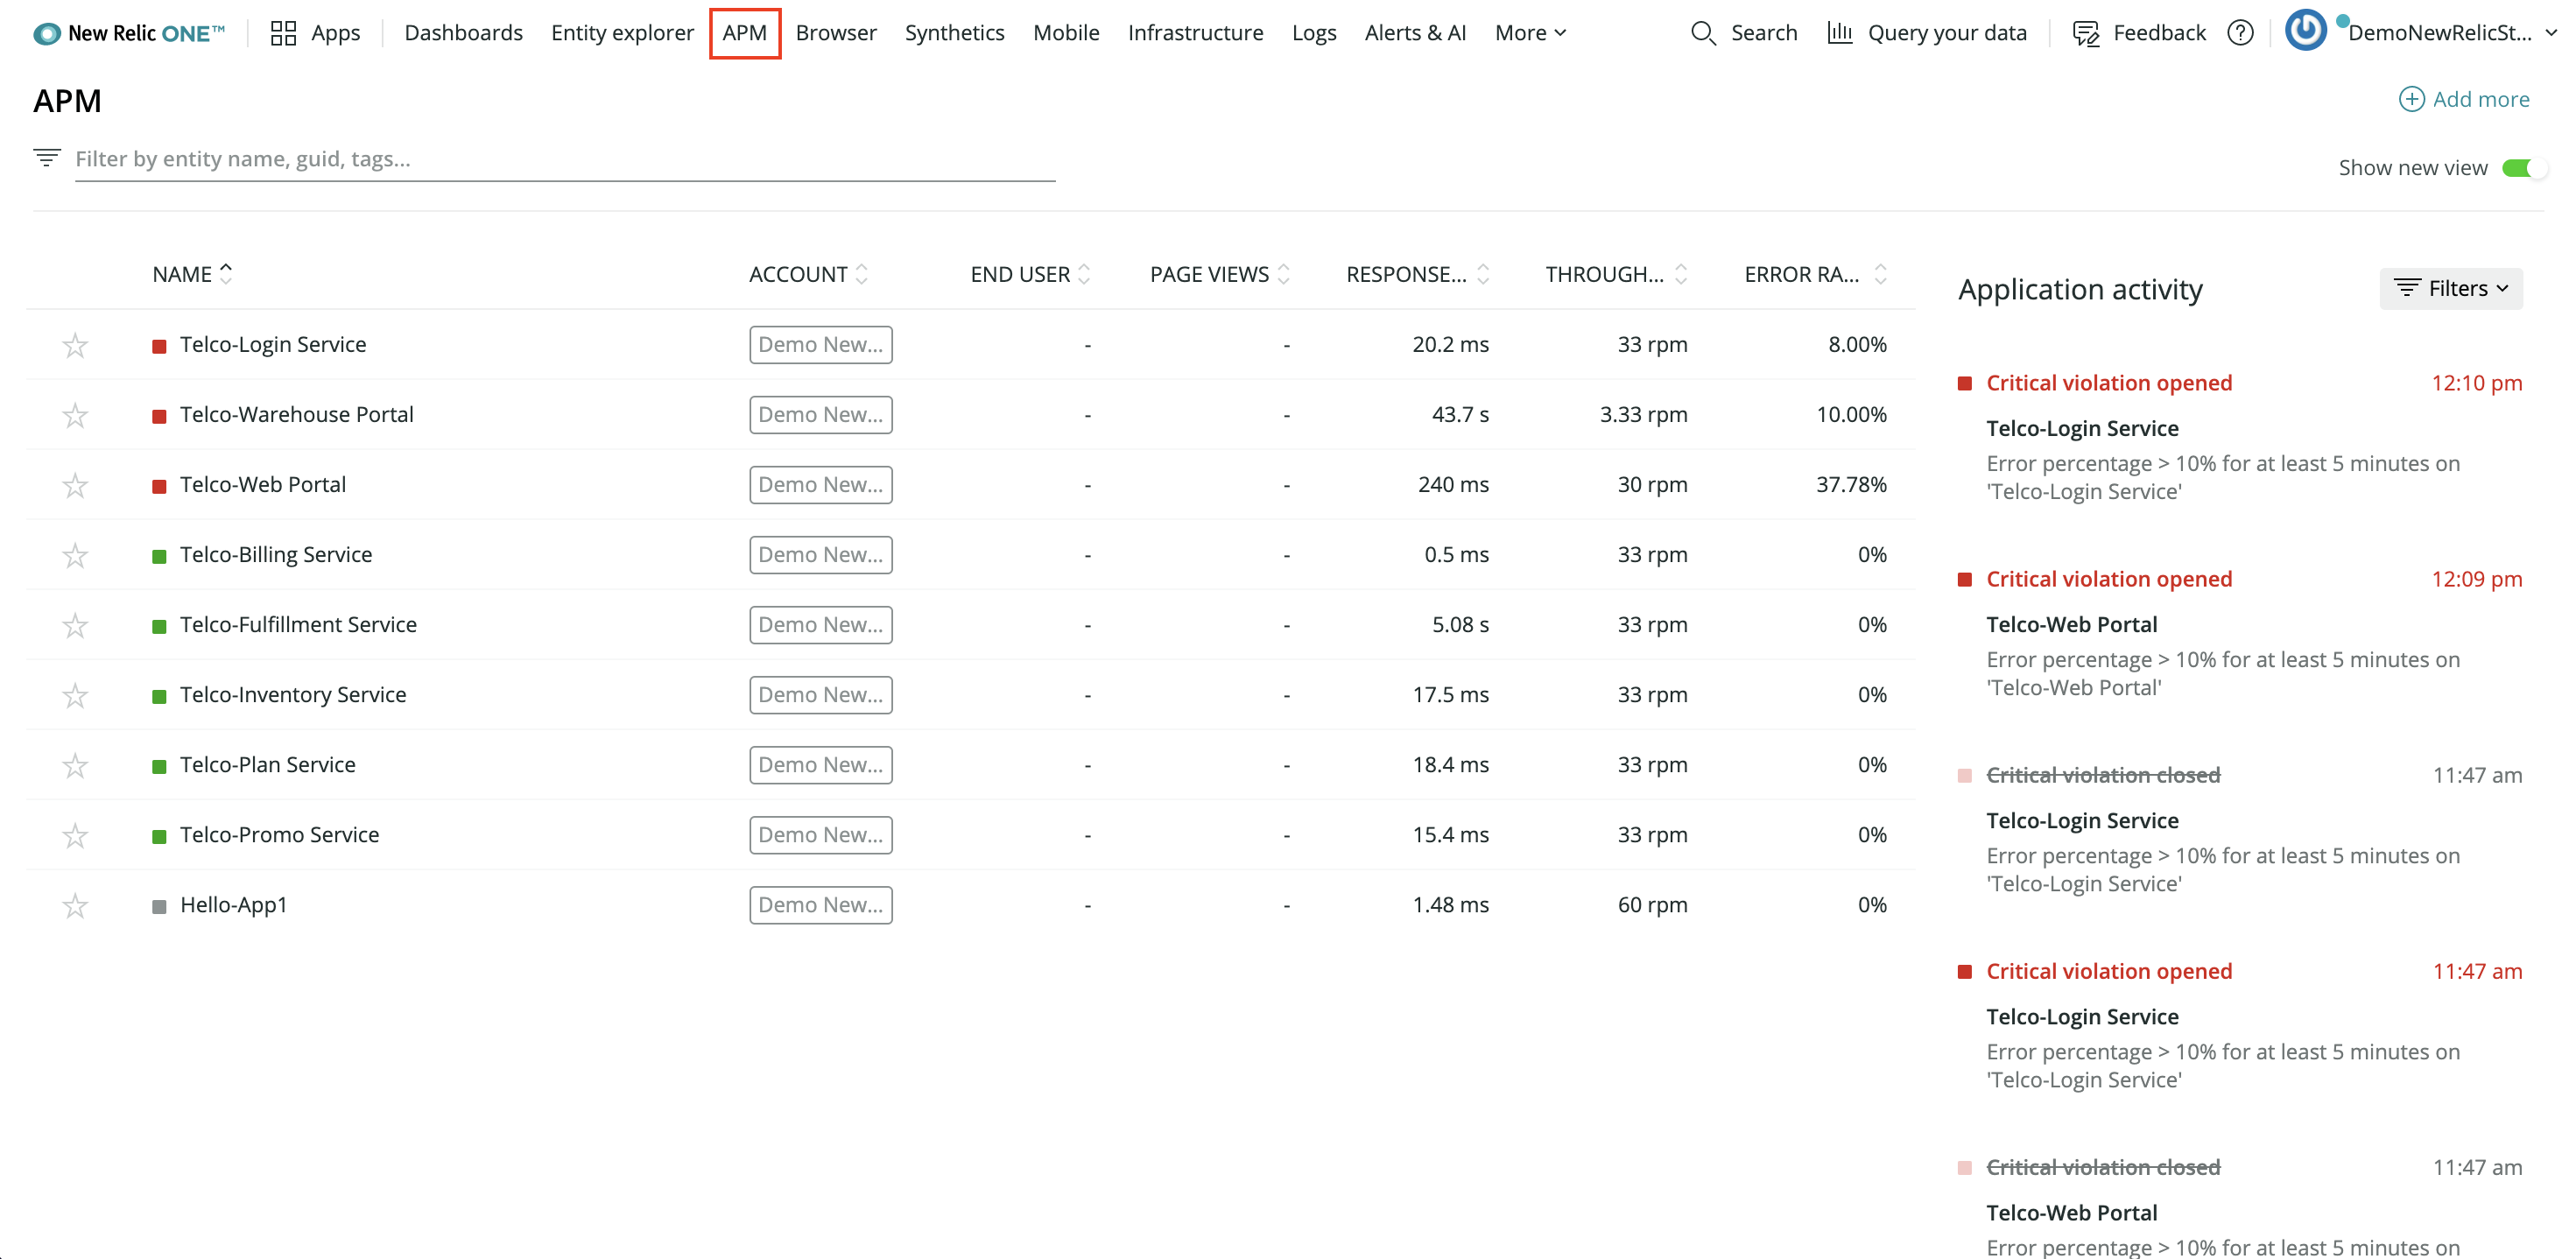 New Relic ONE™ Apps Dashboards Entity explorer APM Browser Synthetics Mobile Infrastructure Logs Alerts & AI More Search Query your data Feedback ? DemoNewRelicSt...
APM
Add more
Filter by entity name, guid, tags...
Show new view
NAME ACCOUNT END USER PAGE VIEWS RESPONSE... THROUGH... ERROR RA...
Telco-Login Service Demo New... - - 20.2 ms 33 rpm 8.00%
Telco-Warehouse Portal Demo New... - - 43.7 s 3.33 rpm 10.00%
Telco-Web Portal Demo New... - - 240 ms 30 rpm 37.78%
Telco-Billing Service Demo New... - - 0.5 ms 33 rpm 0%
Telco-Fulfillment Service Demo New... - - 5.08 s 33 rpm 0%
Telco-Inventory Service Demo New... - - 17.5 ms 33 rpm 0%
Telco-Plan Service Demo New... - - 18.4 ms 33 rpm 0%
Telco-Promo Service Demo New... - - 15.4 ms 33 rpm 0%
Hello-App1 Demo New... - - 1.48 ms 60 rpm 0%
Application activity Filters
Critical violation opened 12:10 pm
Telco-Login Service
Error percentage > 10% for at least 5 minutes on
'Telco-Login Service'
Critical violation opened 12:09 pm
Telco-Web Portal
Error percentage > 10% for at least 5 minutes on
'Telco-Web Portal'
Critical violation closed 11:47 am
Telco-Login Service
Error percentage > 10% for at least 5 minutes on
'Telco-Login Service'
Critical violation opened 11:47 am
Telco-Login Service
Error percentage > 10% for at least 5 minutes on
'Telco-Login Service'
Critical violation closed 11:47 am
Telco-Web Portal
Error percentage > 10% for at least 5 minutes on